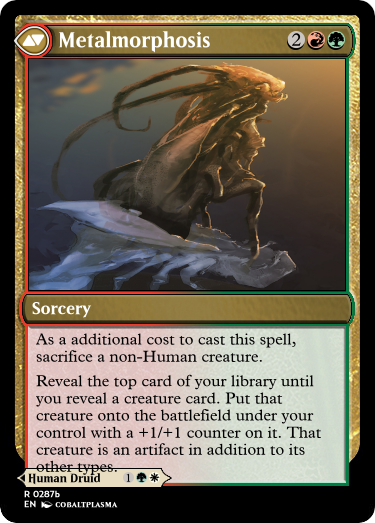 Metalmorphosis 2
Sorcery
As a additional cost to cast this spell,
sacrifice a non-Human creature.
Reveal the top card of your library until
you reveal a creature card. Put that
creature onto the battlefield under your
control with a +1/+1 counter on it. That
creature is an artifact in addition to its
other types.
Human Druid 1
R 0287b
EN COBALTPLASMA